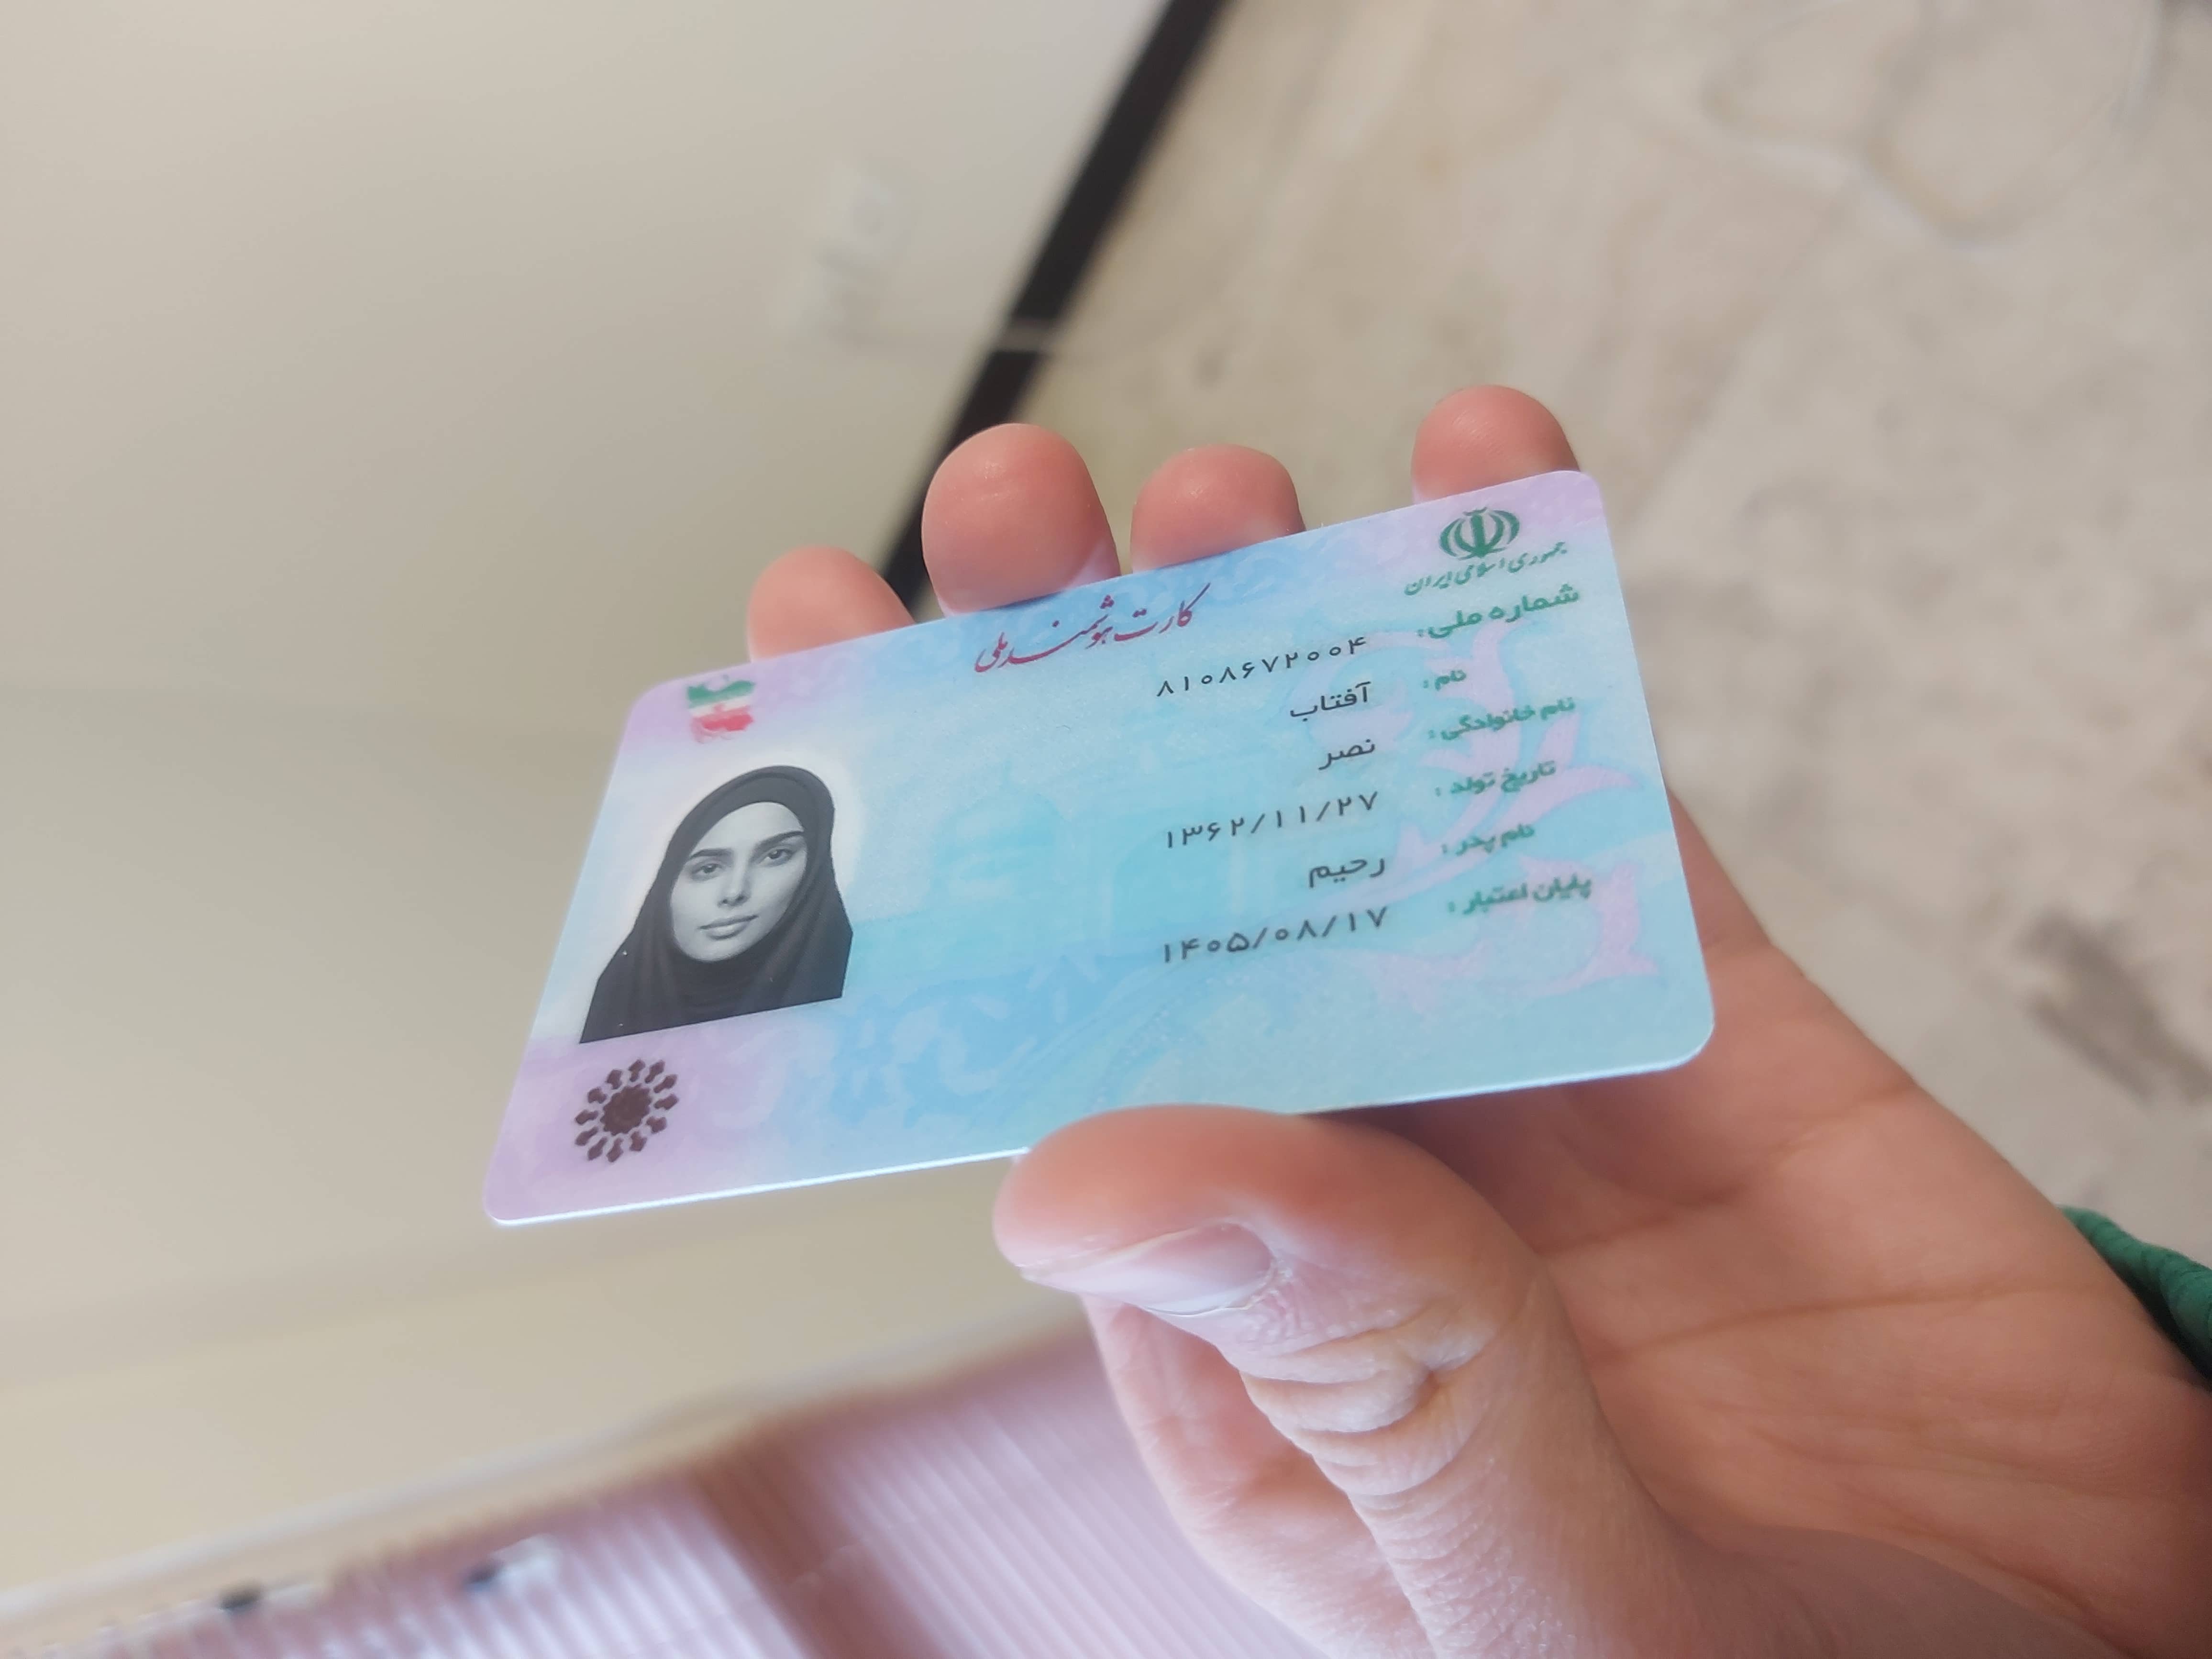 جمهوری اسلامی ایران
کارت هوشمند ملی
شماره ملی: ۸۱۰۸۶۷۲۰۰۴
نام: آفتاب
نام خانوادگی: نصر
تاریخ تولد: ۱۳۶۲/۱۱/۲۷
نام پدر: رحیم
پایان اعتبار: ۱۴۰۵/۰۸/۱۷